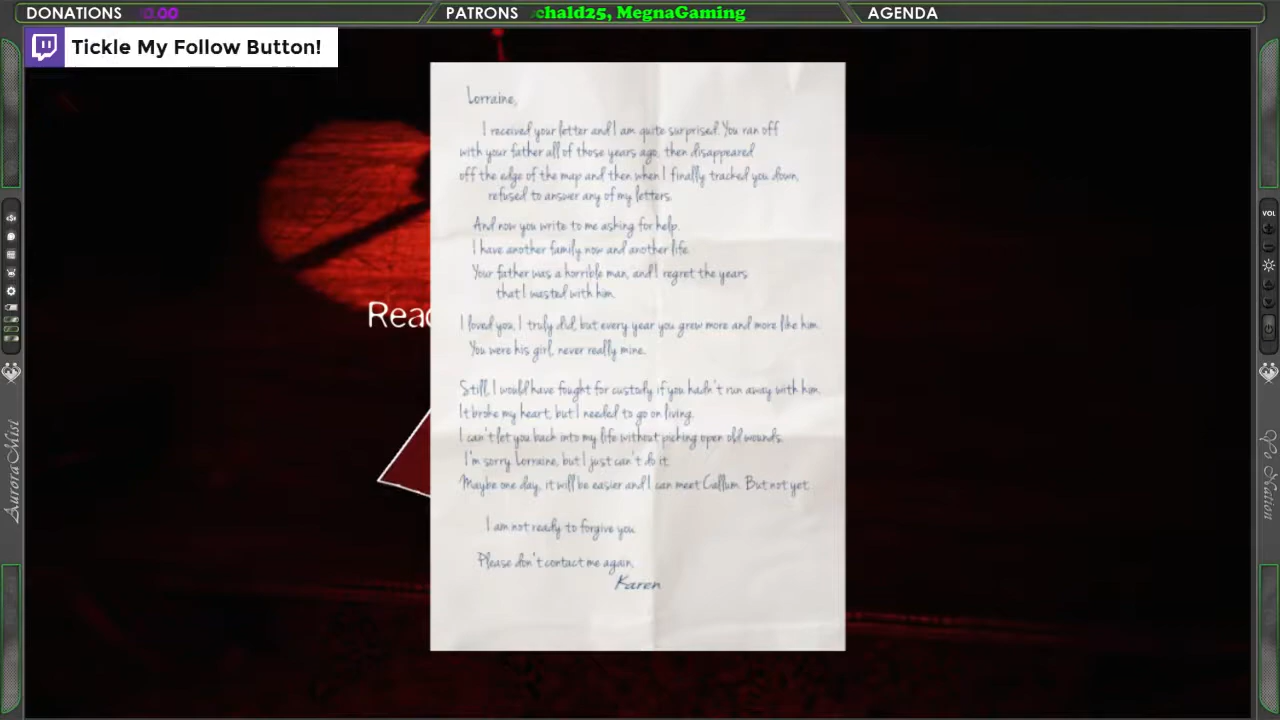 DONATIONS
PATRONS chald25, MegnaGaming
AGENDA
Tickle My Follow Button!
VOL
Lorraine,
I received your letter and I am quite surprised. You ran off
with your father all of those years ago, then disappeared
off the edge of the map and then when I finally tracked you down,
refused to answer any of my letters.
And now you write to me asking for help.
I have another family now and another life.
Your father was a horrible man, and I regret the years
that I wasted with him.
I loved you, I truly did, but every year you grew more and more like him.
You were his girl, never really mine.
Still, I would have fought for custody if you hadn't run away with him.
It broke my heart, but I needed to go on living.
I can't let you back into my life without picking open old wounds.
I'm sorry Lorraine, but I just can't do it.
Maybe one day, it will be easier and I can meet Callum. But not yet.
I am not ready to forgive you.
Please don't contact me again,
Karen
Read
AuroraMist
Nation